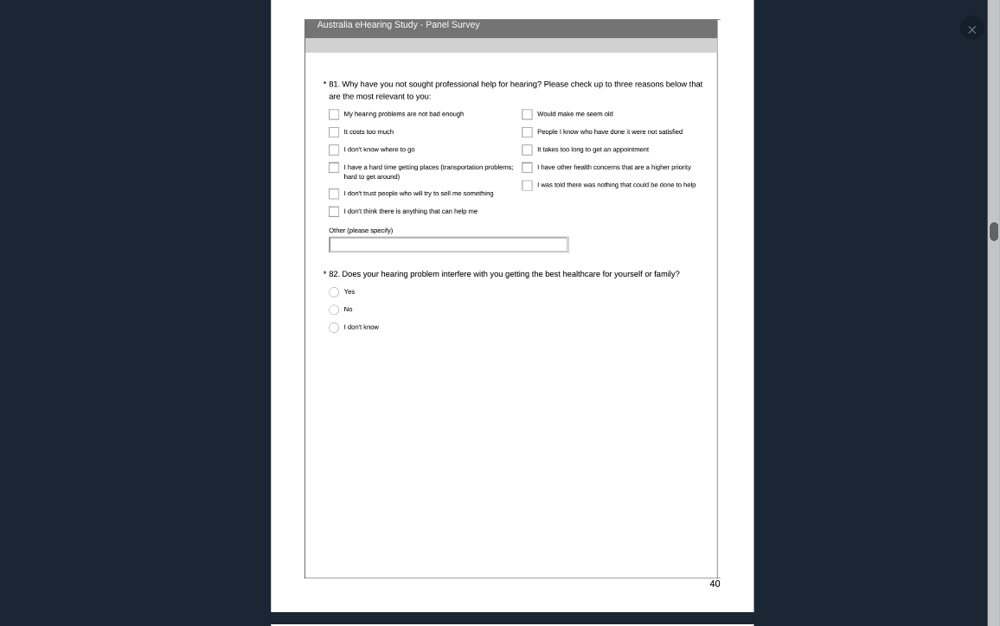 Australia eHearing Study - Panel Survey
* 81. Why have you not sought professional help for hearing? Please check up to three reasons below that
are the most relevant to you:
My hearing problems are not bad enough
It costs too much
I don't know where to go
I have a hard time getting places (transportation problems;
hard to get around)
I don't trust people who will try to sell me something
I don't think there is anything that can help me
Would make me seem old
People I know who have done it were not satisfied
It takes too long to get an appointment
I have other health concerns that are a higher priority
I was told there was nothing that could be done to help
Other (please specify)
* 82. Does your hearing problem interfere with you getting the best healthcare for yourself or family?
Yes
No
I don't know
40